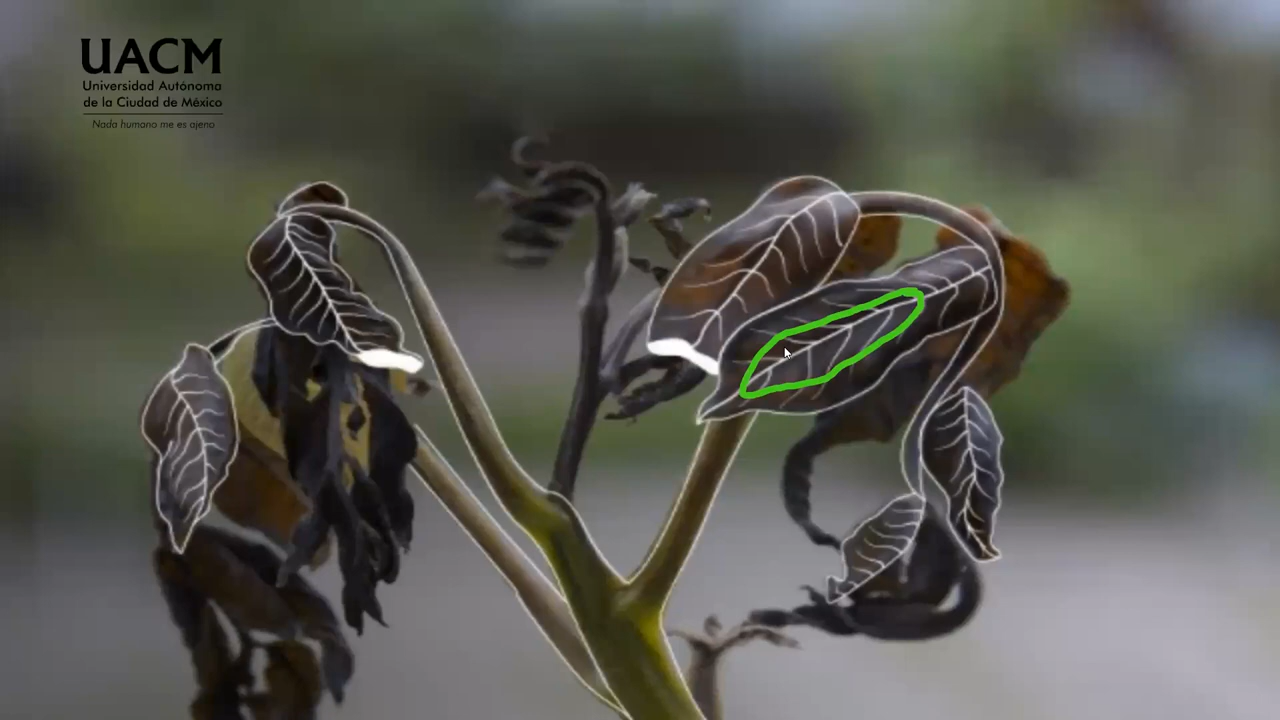 UACM
Universidad Autónoma
de la Ciudad de México
Nada humano me es ajeno